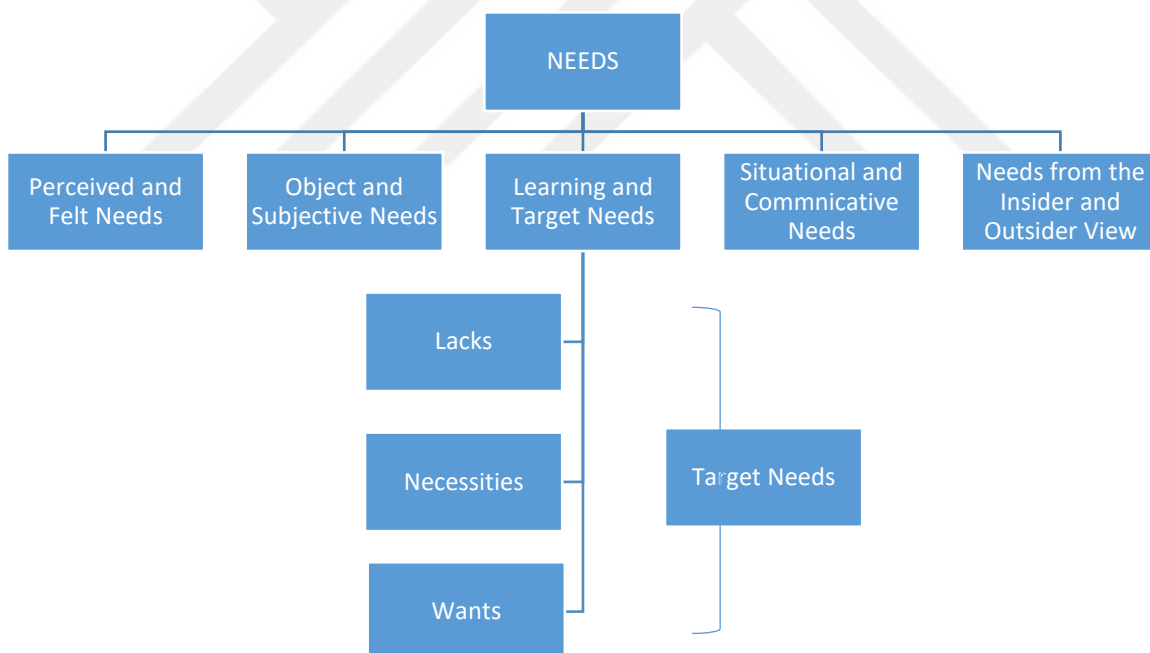 NEEDS
Perceived and
Felt Needs
Object and
Subjective Needs
Learning and
Target Needs
Situational and
Commnicative
Needs
Needs from the
Insider and
Outsider View
Lacks
Necessities
Target Needs
Wants